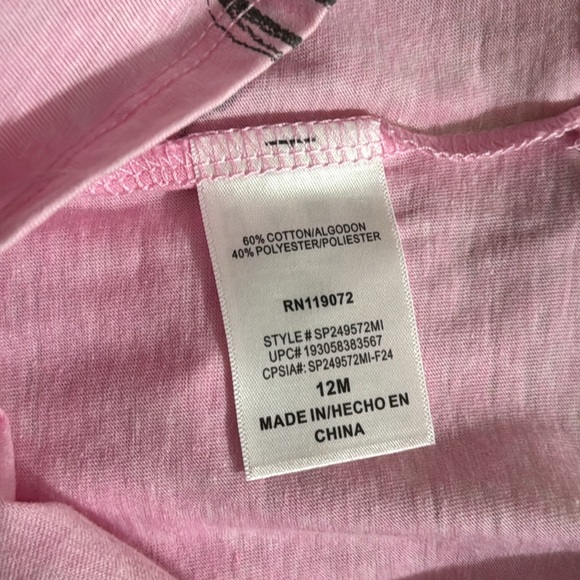 60% COTTON/ALGODON
40% POLYESTER/POLIESTER
RN119072
STYLE # SP249572MI
UPC# 193058383567
CPSIA#: SP249572MI-F24
12M
MADE IN/HECHO EN
CHINA